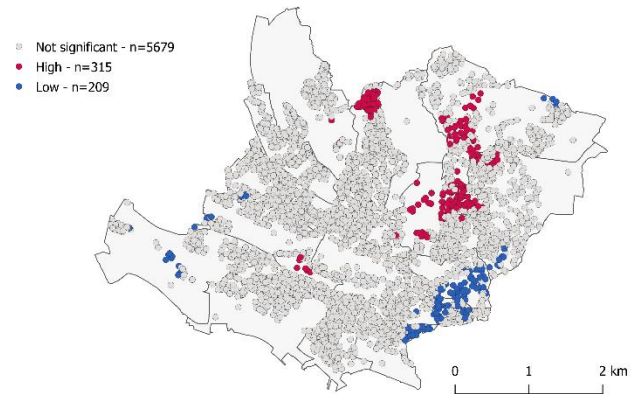 Not significant - n=5679
High - n=315
Low - n=209
0 1 2 km